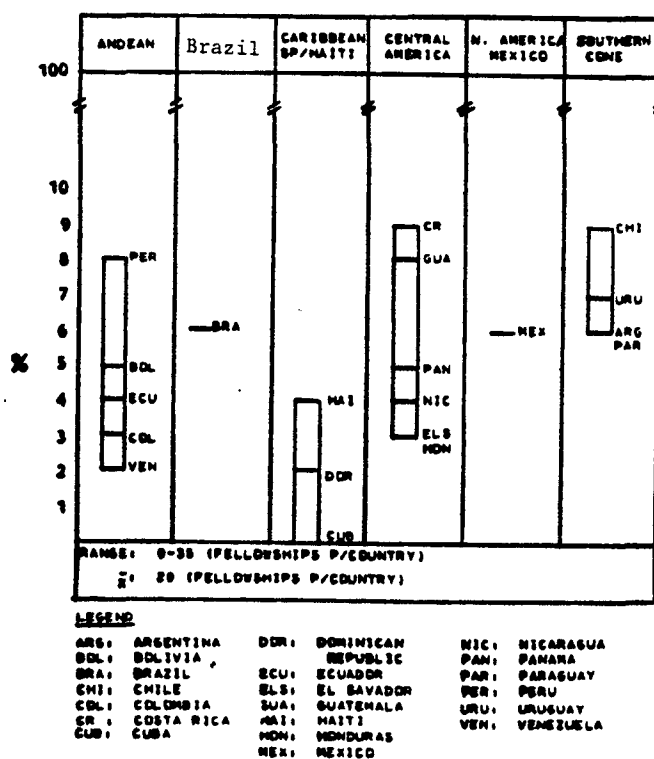 ANDEAN Brazil CARIBBEAN SP/HAITI CENTRAL AMERICA N. AMERICA MEXICO SOUTHERN CONE
100
10
9 CR CHI
8 PER GUA
7 URU
6 BRA MEX ARG PAR
%
5 BOL PAN
4 ECU HAI NIC
3 COL ELS HON
2 VEN DOR
1
CUB
RANGE: 0-35 (FELLOWSHIPS P/COUNTRY)
x̄: 20 (FELLOWSHIPS P/COUNTRY)
LEGEND
ARG: ARGENTINA DOR: DOMINICAN NIC: NICARAGUA
BOL: BOLIVIA REPUBLIC PAN: PANAMA
BRA: BRAZIL ECU: ECUADOR PAR: PARAGUAY
CHI: CHILE ELS: EL SAVADOR PER: PERU
COL: COLOMBIA GUA: GUATEMALA URU: URUGUAY
CR : COSTA RICA HAI: HAITI VEN: VENEZUELA
CUB: CUBA HON: HONDURAS
MEX: MEXICO